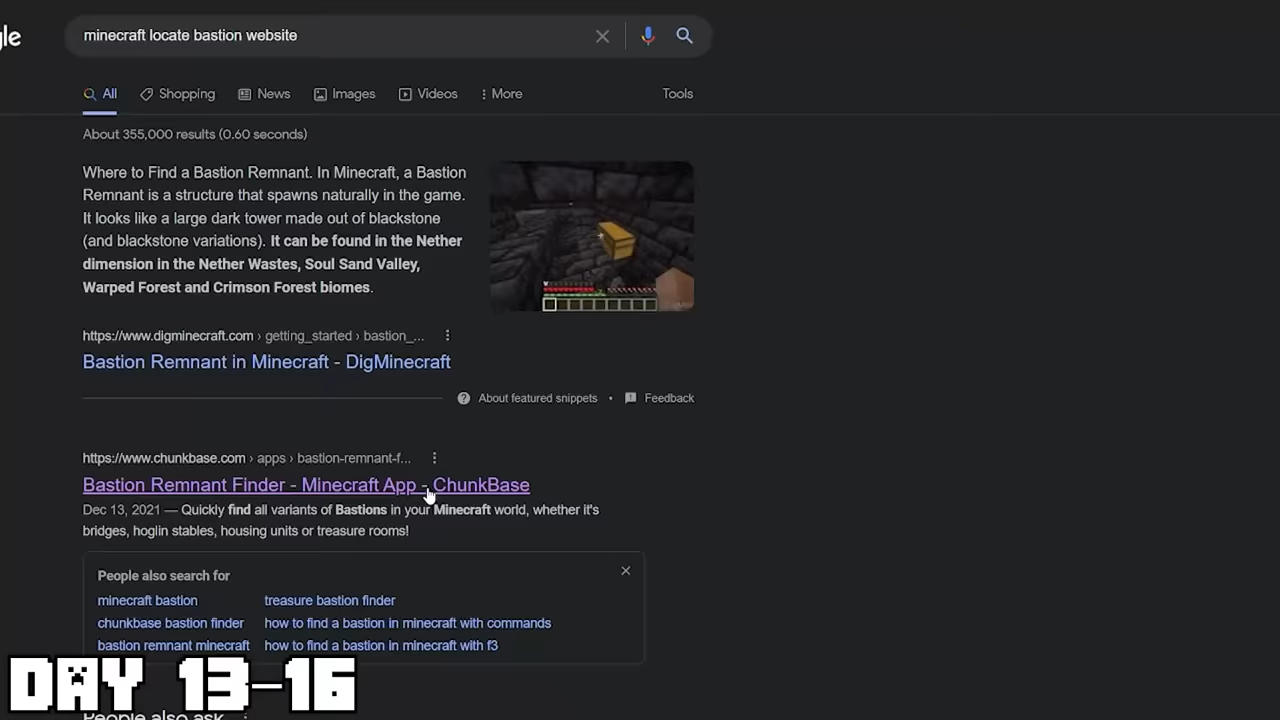 gle
minecraft locate bastion website
All Shopping News Images Videos More Tools
About 355,000 results (0.60 seconds)
Where to Find a Bastion Remnant. In Minecraft, a Bastion
Remnant is a structure that spawns naturally in the game.
It looks like a large dark tower made out of blackstone
(and blackstone variations). It can be found in the Nether
dimension in the Nether Wastes, Soul Sand Valley,
Warped Forest and Crimson Forest biomes.
https://www.digminecraft.com › getting_started › bastion_...
Bastion Remnant in Minecraft - DigMinecraft
About featured snippets • Feedback
https://www.chunkbase.com › apps › bastion-remnant-f...
Bastion Remnant Finder - Minecraft App - ChunkBase
Dec 13, 2021 — Quickly find all variants of Bastions in your Minecraft world, whether it's
bridges, hoglin stables, housing units or treasure rooms!
People also search for
minecraft bastion treasure bastion finder
chunkbase bastion finder how to find a bastion in minecraft with commands
bastion remnant minecraft how to find a bastion in minecraft with f3
DAY 13-16
People also ask